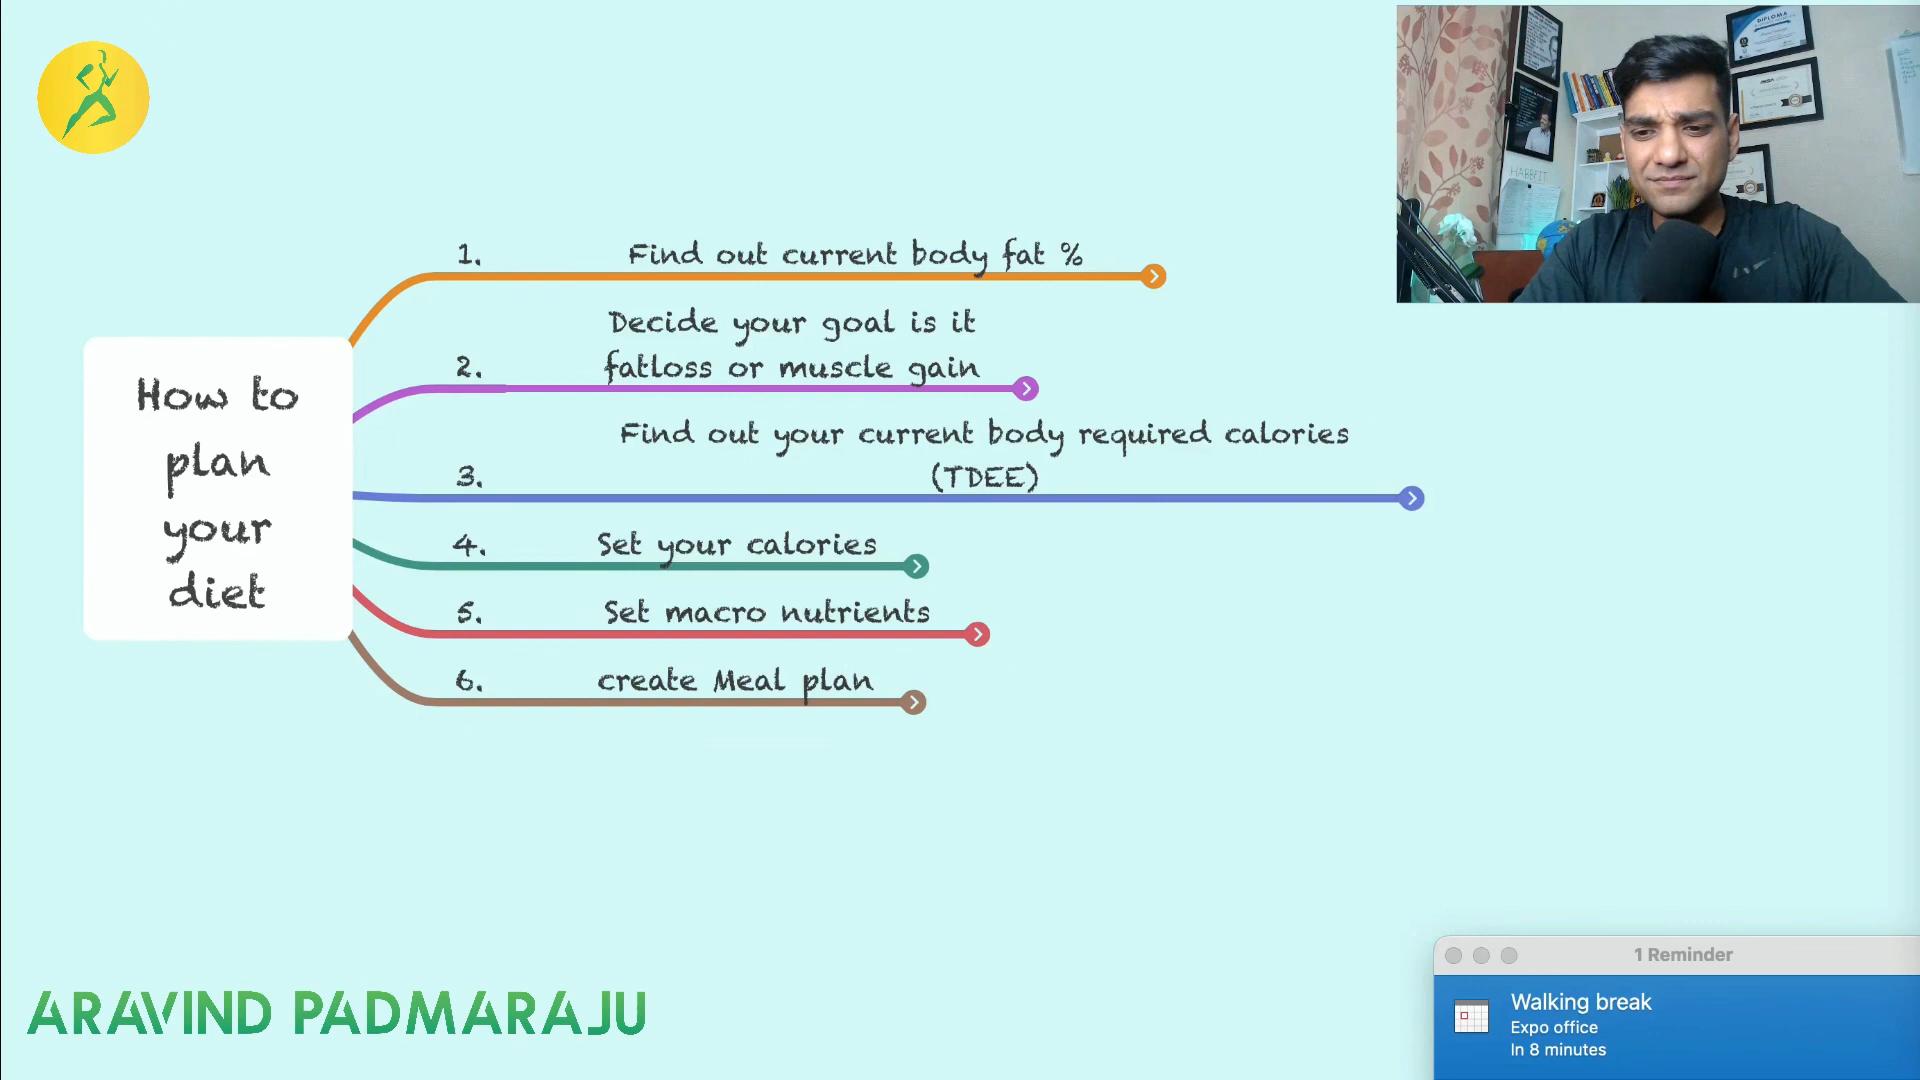 How to
plan
your
diet
1. Find out current body fat %
Decide your goal is it
2. fatloss or muscle gain
Find out your current body required calories
3. (TDEE)
4. Set your calories
5. Set macro nutrients
6. create Meal plan
DIPLOMA
HABBFIT
ARAVIND PADMARAJU
1 Reminder
Walking break
Expo office
In 8 minutes